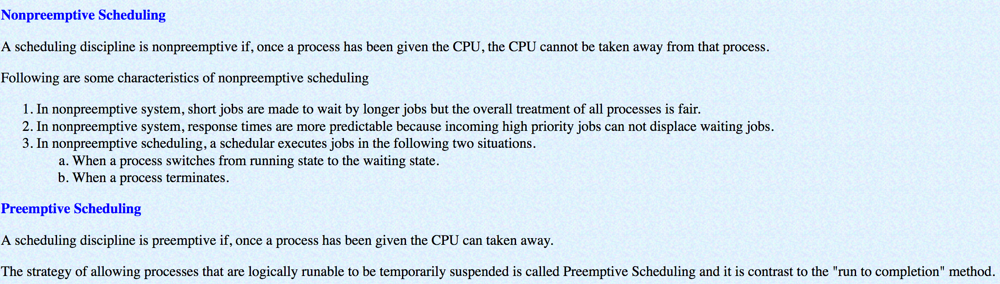 Nonpreemptive Scheduling
A scheduling discipline is nonpreemptive if, once a process has been given the CPU, the CPU cannot be taken away from that process.
Following are some characteristics of nonpreemptive scheduling
1. In nonpreemptive system, short jobs are made to wait by longer jobs but the overall treatment of all processes is fair.
2. In nonpreemptive system, response times are more predictable because incoming high priority jobs can not displace waiting jobs.
3. In nonpreemptive scheduling, a schedular executes jobs in the following two situations.
a. When a process switches from running state to the waiting state.
b. When a process terminates.
Preemptive Scheduling
A scheduling discipline is preemptive if, once a process has been given the CPU can taken away.
The strategy of allowing processes that are logically runable to be temporarily suspended is called Preemptive Scheduling and it is contrast to the "run to completion" method.